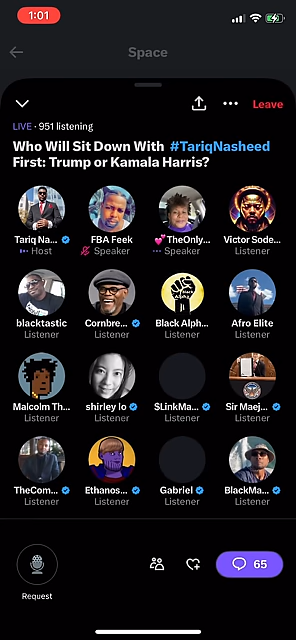 1:01
Space
Leave
LIVE · 951 listening
Who Will Sit Down With #TariqNasheed
First: Trump or Kamala Harris?
Tariq Na... FBA Feek 💕TheOnly... Victor Sode...
Host Speaker Speaker Listener
blacktastic Cornbre... Black Alph... Afro Elite
Listener Listener Listener Listener
Malcolm Th... shirley lo SLinkMa... Sir Maej...
Listener Listener Listener Listener
TheCom... Ethanos... Gabriel BlackMa...
Listener Listener Listener Listener
65
Request